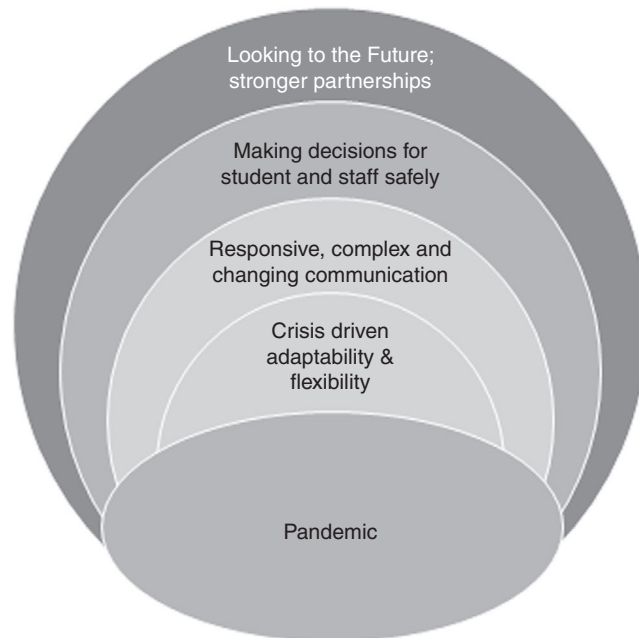 Looking to the Future;
stronger partnerships
Making decisions for
student and staff safely
Responsive, complex and
changing communication
Crisis driven
adaptability &
flexibility
Pandemic